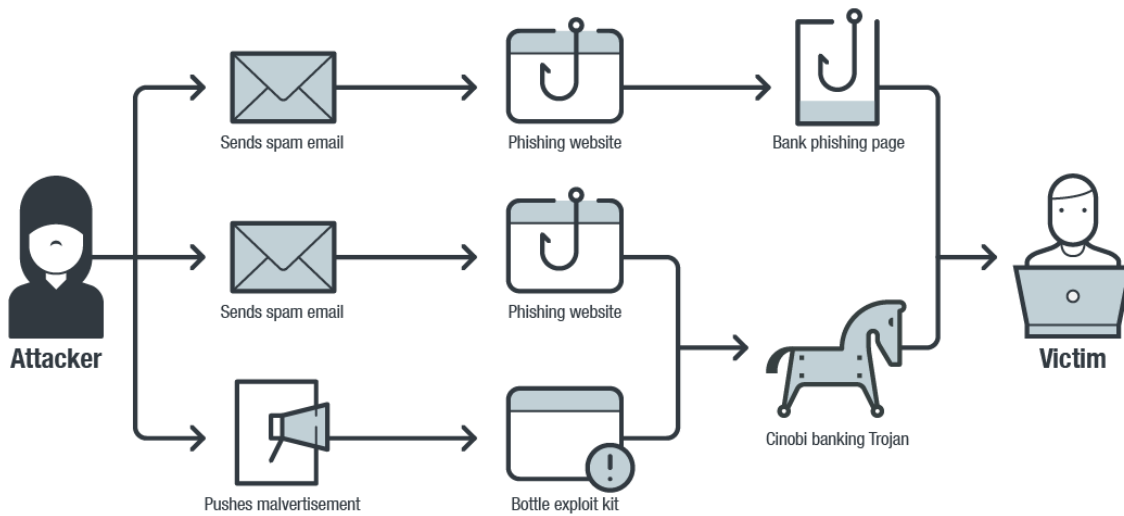 Sends spam email
Phishing website
Bank phishing page
Sends spam email
Phishing website
Attacker
Victim
Cinobi banking Trojan
Pushes malvertisement
Bottle exploit kit